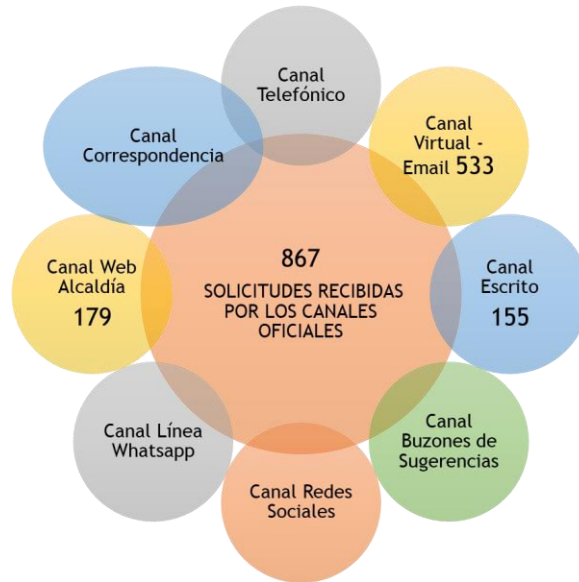 Canal
Telefónico
Canal
Virtual -
Email 533
Canal
Escrito
155
Canal
Buzones de
Sugerencias
Canal Redes
Sociales
Canal Línea
Whatsapp
Canal Web
Alcaldía
179
Canal
Correspondencia
867
SOLICITUDES RECIBIDAS
POR LOS CANALES
OFICIALES